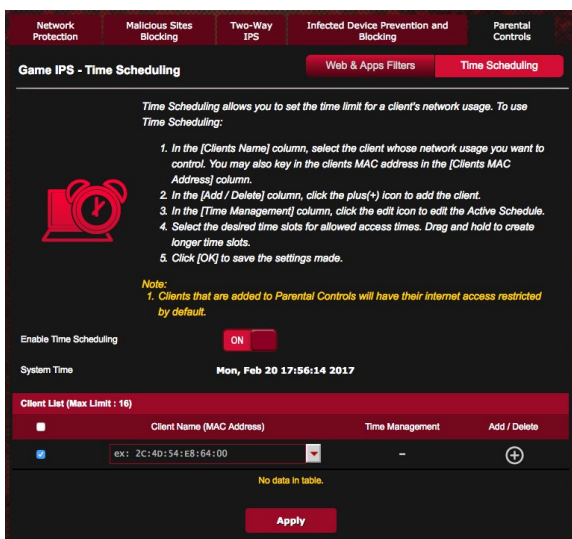 Network Protection
Malicious Sites Blocking
Two-Way IPS
Infected Device Prevention and Blocking
Parental Controls
Game IPS - Time Scheduling
Web & Apps Filters
Time Scheduling
Time Scheduling allows you to set the time limit for a client's network usage. To use
Time Scheduling:
1. In the [Clients Name] column, select the client whose network usage you want to
control. You may also key in the clients MAC address in the [Clients MAC
Address] column.
2. In the [Add / Delete] column, click the plus(+) icon to add the client.
3. In the [Time Management] column, click the edit icon to edit the Active Schedule.
4. Select the desired time slots for allowed access times. Drag and hold to create
longer time slots.
5. Click [OK] to save the settings made.
Note:
1. Clients that are added to Parental Controls will have their internet access restricted
by default.
Enable Time Scheduling
ON
System Time
Mon, Feb 20 17:56:14 2017
Client List (Max Limit : 16)
Client Name (MAC Address)
Time Management
Add / Delete
ex: 2C:4D:54:E8:64:00
–
No data in table.
Apply